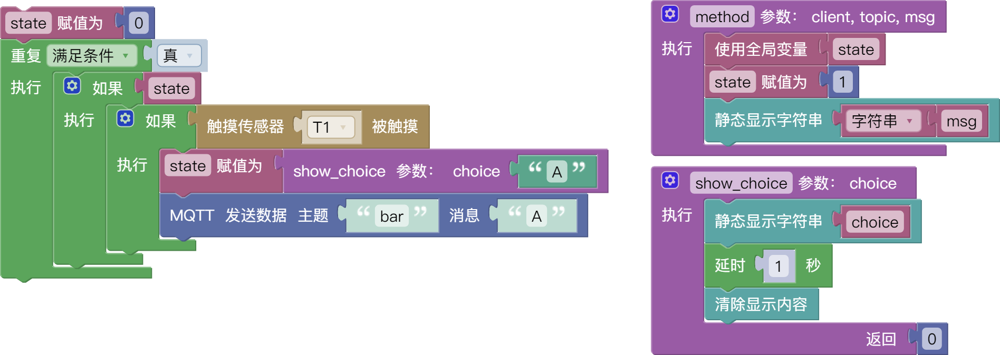 state 赋值为 0
重复 满足条件 真
执行 如果 state
执行 如果 触摸传感器 T1 被触摸
执行 state 赋值为 show_choice 参数： choice “ A ”
MQTT 发送数据 主题 “ bar ” 消息 “ A ”
method 参数： client, topic, msg
执行 使用全局变量 state
state 赋值为 1
静态显示字符串 字符串 msg
show_choice 参数： choice
执行 静态显示字符串 choice
延时 1 秒
清除显示内容
返回 0